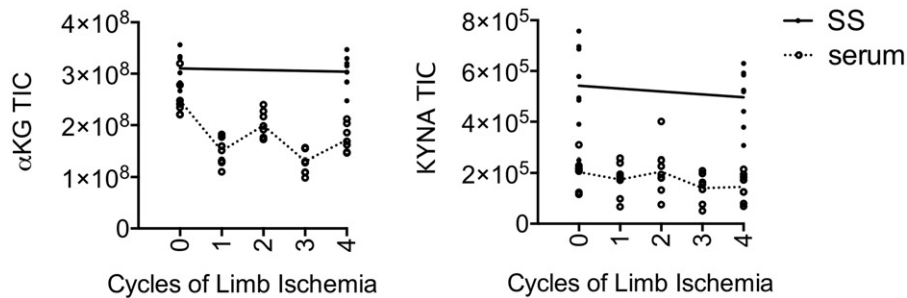 αKG TIC
4×10⁸
3×10⁸
2×10⁸
1×10⁸
0
0 1 2 3 4
Cycles of Limb Ischemia
KYNA TIC
8×10⁵
6×10⁵
4×10⁵
2×10⁵
0
0 1 2 3 4
Cycles of Limb Ischemia
SS
serum